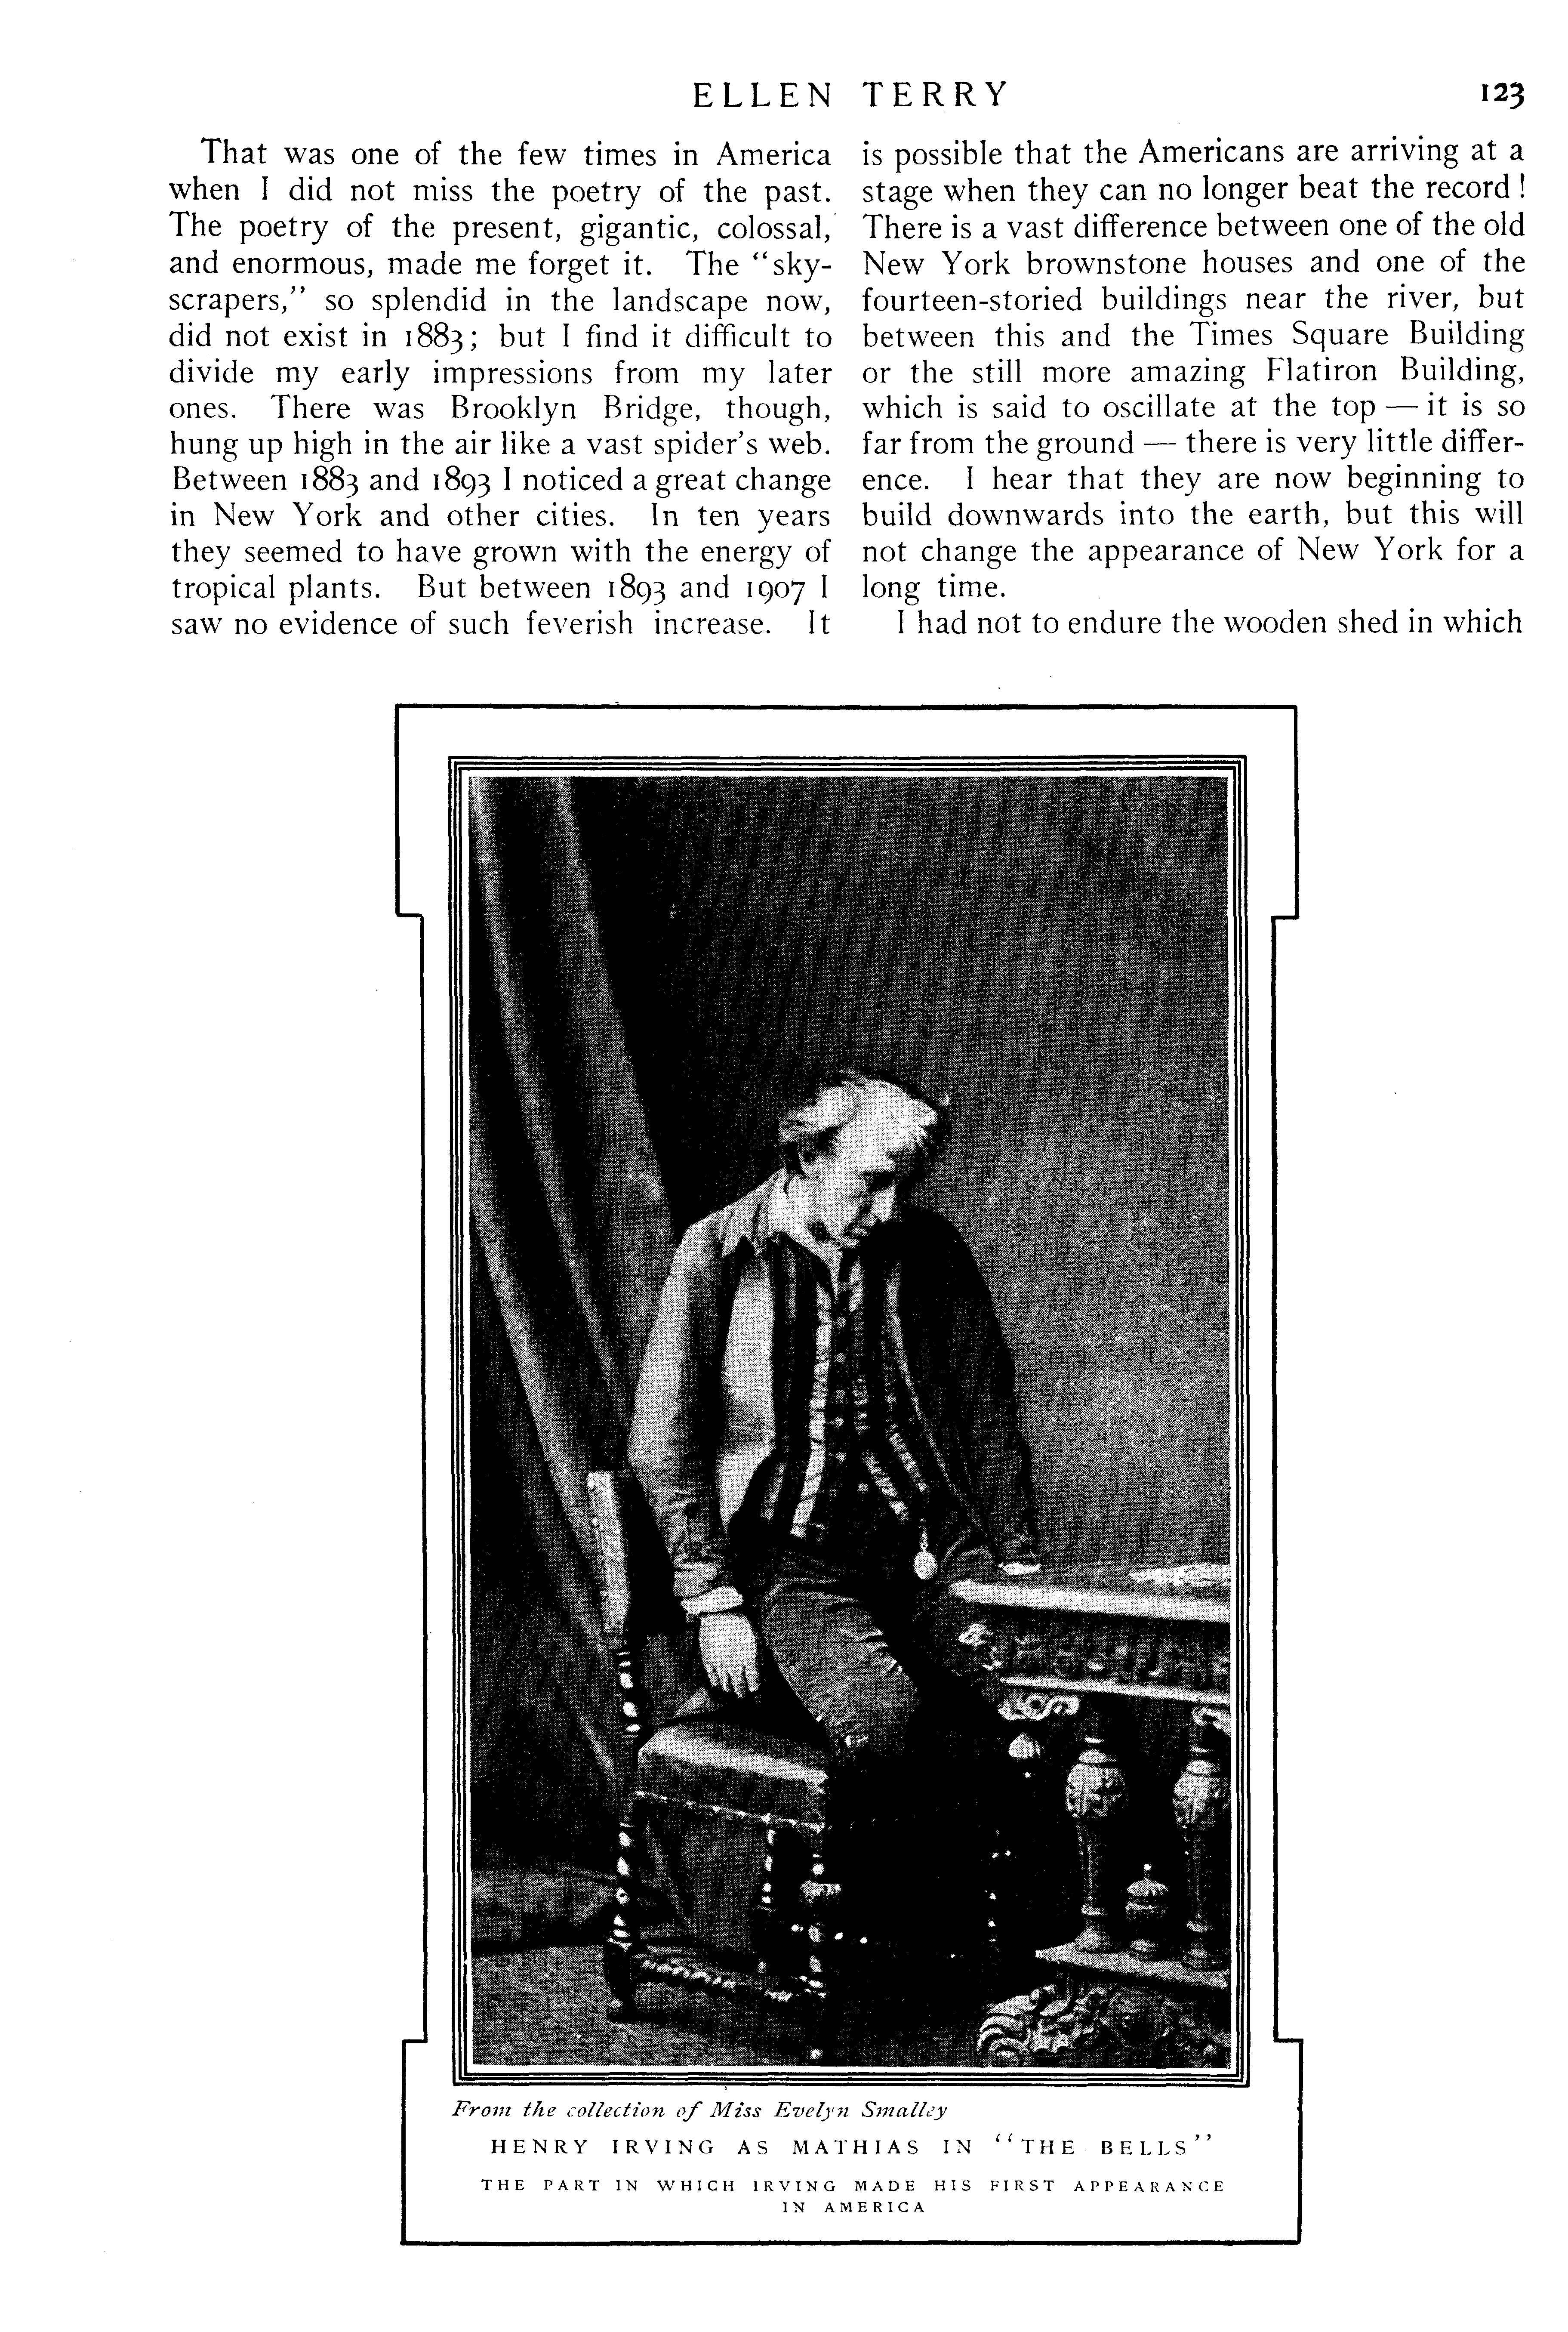 ELLEN TERRY 123
That was one of the few times in America
when I did not miss the poetry of the past.
The poetry of the present, gigantic, colossal,
and enormous, made me forget it. The “sky-
scrapers,” so splendid in the landscape now,
did not exist in 1883; but I find it difficult to
divide my early impressions from my later
ones. There was Brooklyn Bridge, though,
hung up high in the air like a vast spider’s web.
Between 1883 and 1893 I noticed a great change
in New York and other cities. In ten years
they seemed to have grown with the energy of
tropical plants. But between 1893 and 1907 I
saw no evidence of such feverish increase. It
is possible that the Americans are arriving at a
stage when they can no longer beat the record!
There is a vast difference between one of the old
New York brownstone houses and one of the
fourteen-storied buildings near the river, but
between this and the Times Square Building
or the still more amazing Flatiron Building,
which is said to oscillate at the top — it is so
far from the ground — there is very little differ-
ence. I hear that they are now beginning to
build downwards into the earth, but this will
not change the appearance of New York for a
long time.
I had not to endure the wooden shed in which
From the collection of Miss Evelyn Smalley
HENRY IRVING AS MATHIAS IN “THE BELLS”
THE PART IN WHICH IRVING MADE HIS FIRST APPEARANCE
IN AMERICA